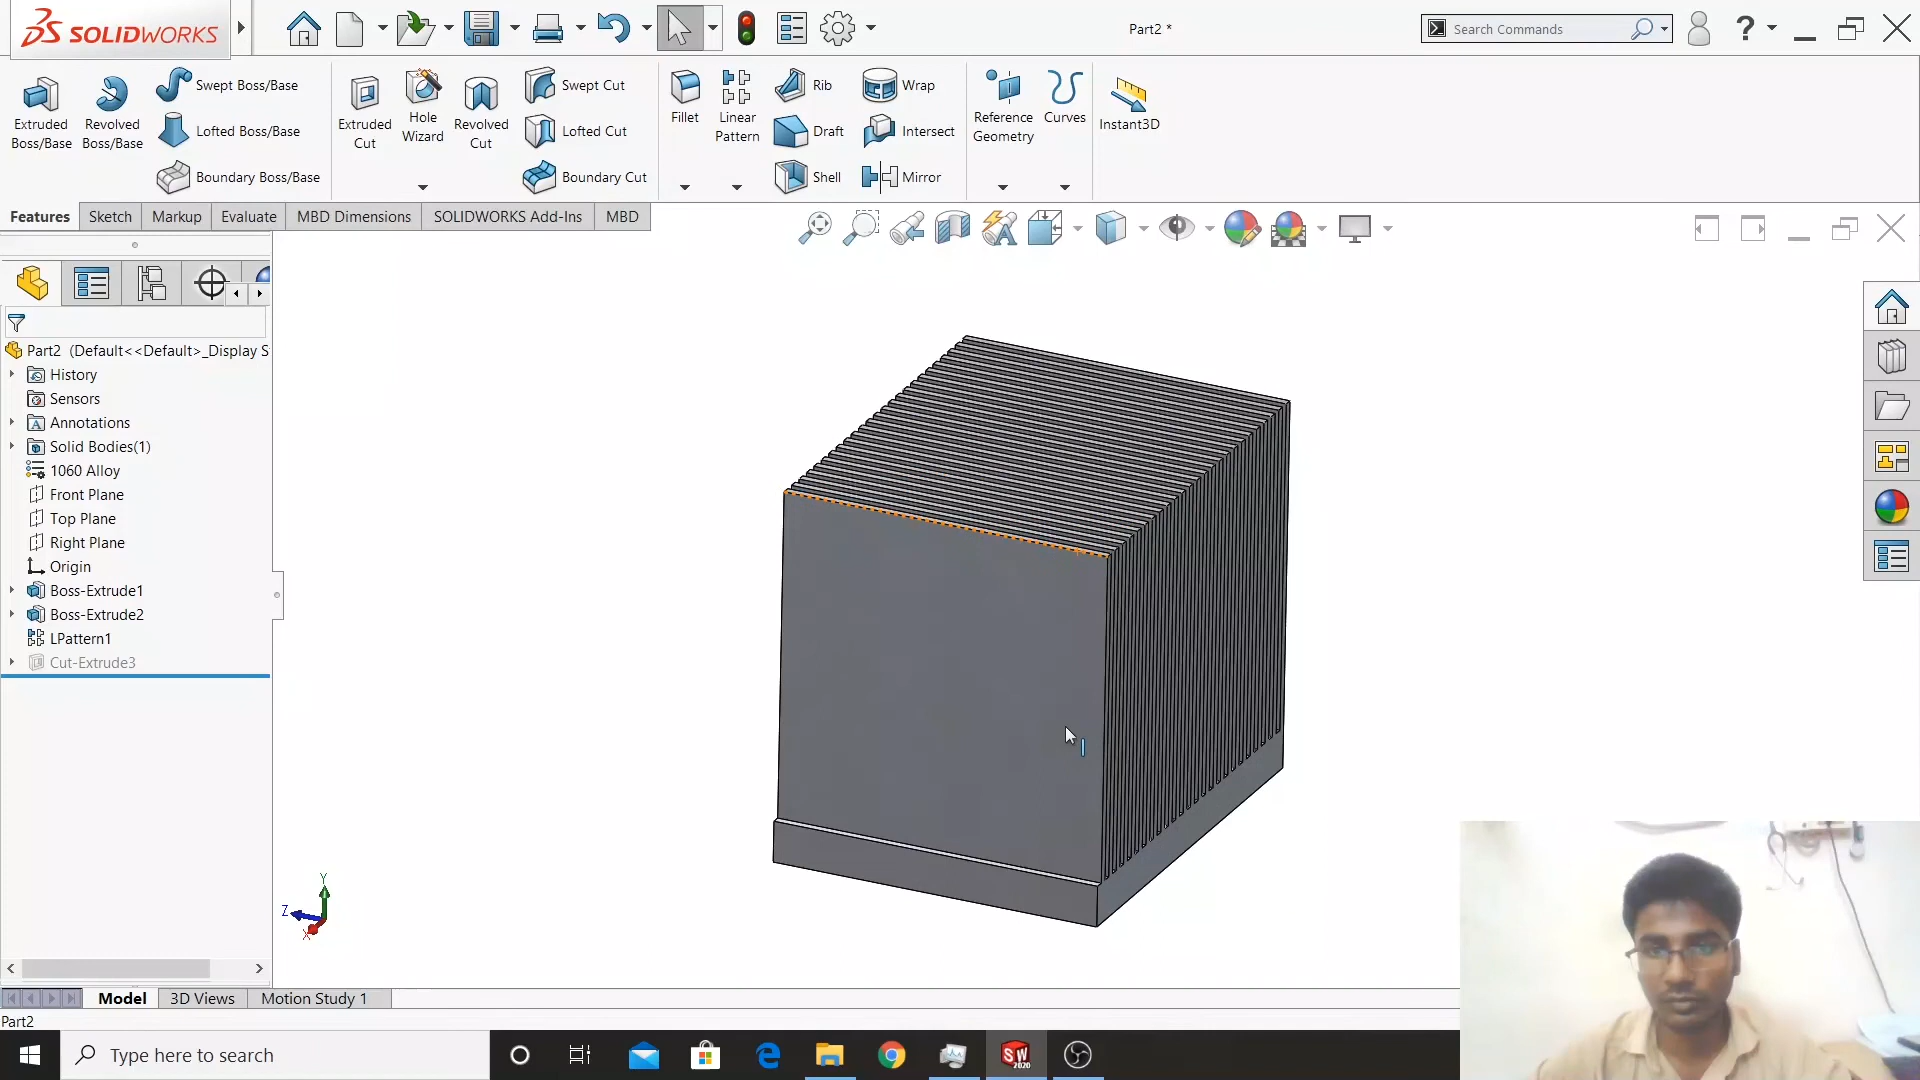 SOLIDWORKS
Part2 *
Search Commands
?
Extruded
Boss/Base
Revolved
Boss/Base
Swept Boss/Base
Lofted Boss/Base
Boundary Boss/Base
Extruded
Cut
Hole
Wizard
Revolved
Cut
Swept Cut
Lofted Cut
Boundary Cut
Fillet
Linear
Pattern
Rib
Draft
Shell
Wrap
Intersect
Mirror
Reference
Geometry
Curves
Instant3D
Features
Sketch
Markup
Evaluate
MBD Dimensions
SOLIDWORKS Add-Ins
MBD
Part2 (Default<<Default>_Display S
History
Sensors
Annotations
Solid Bodies(1)
1060 Alloy
Front Plane
Top Plane
Right Plane
Origin
Boss-Extrude1
Boss-Extrude2
LPattern1
Cut-Extrude3
Y
Z
X
Model
3D Views
Motion Study 1
Part2
Type here to search
SW
2020